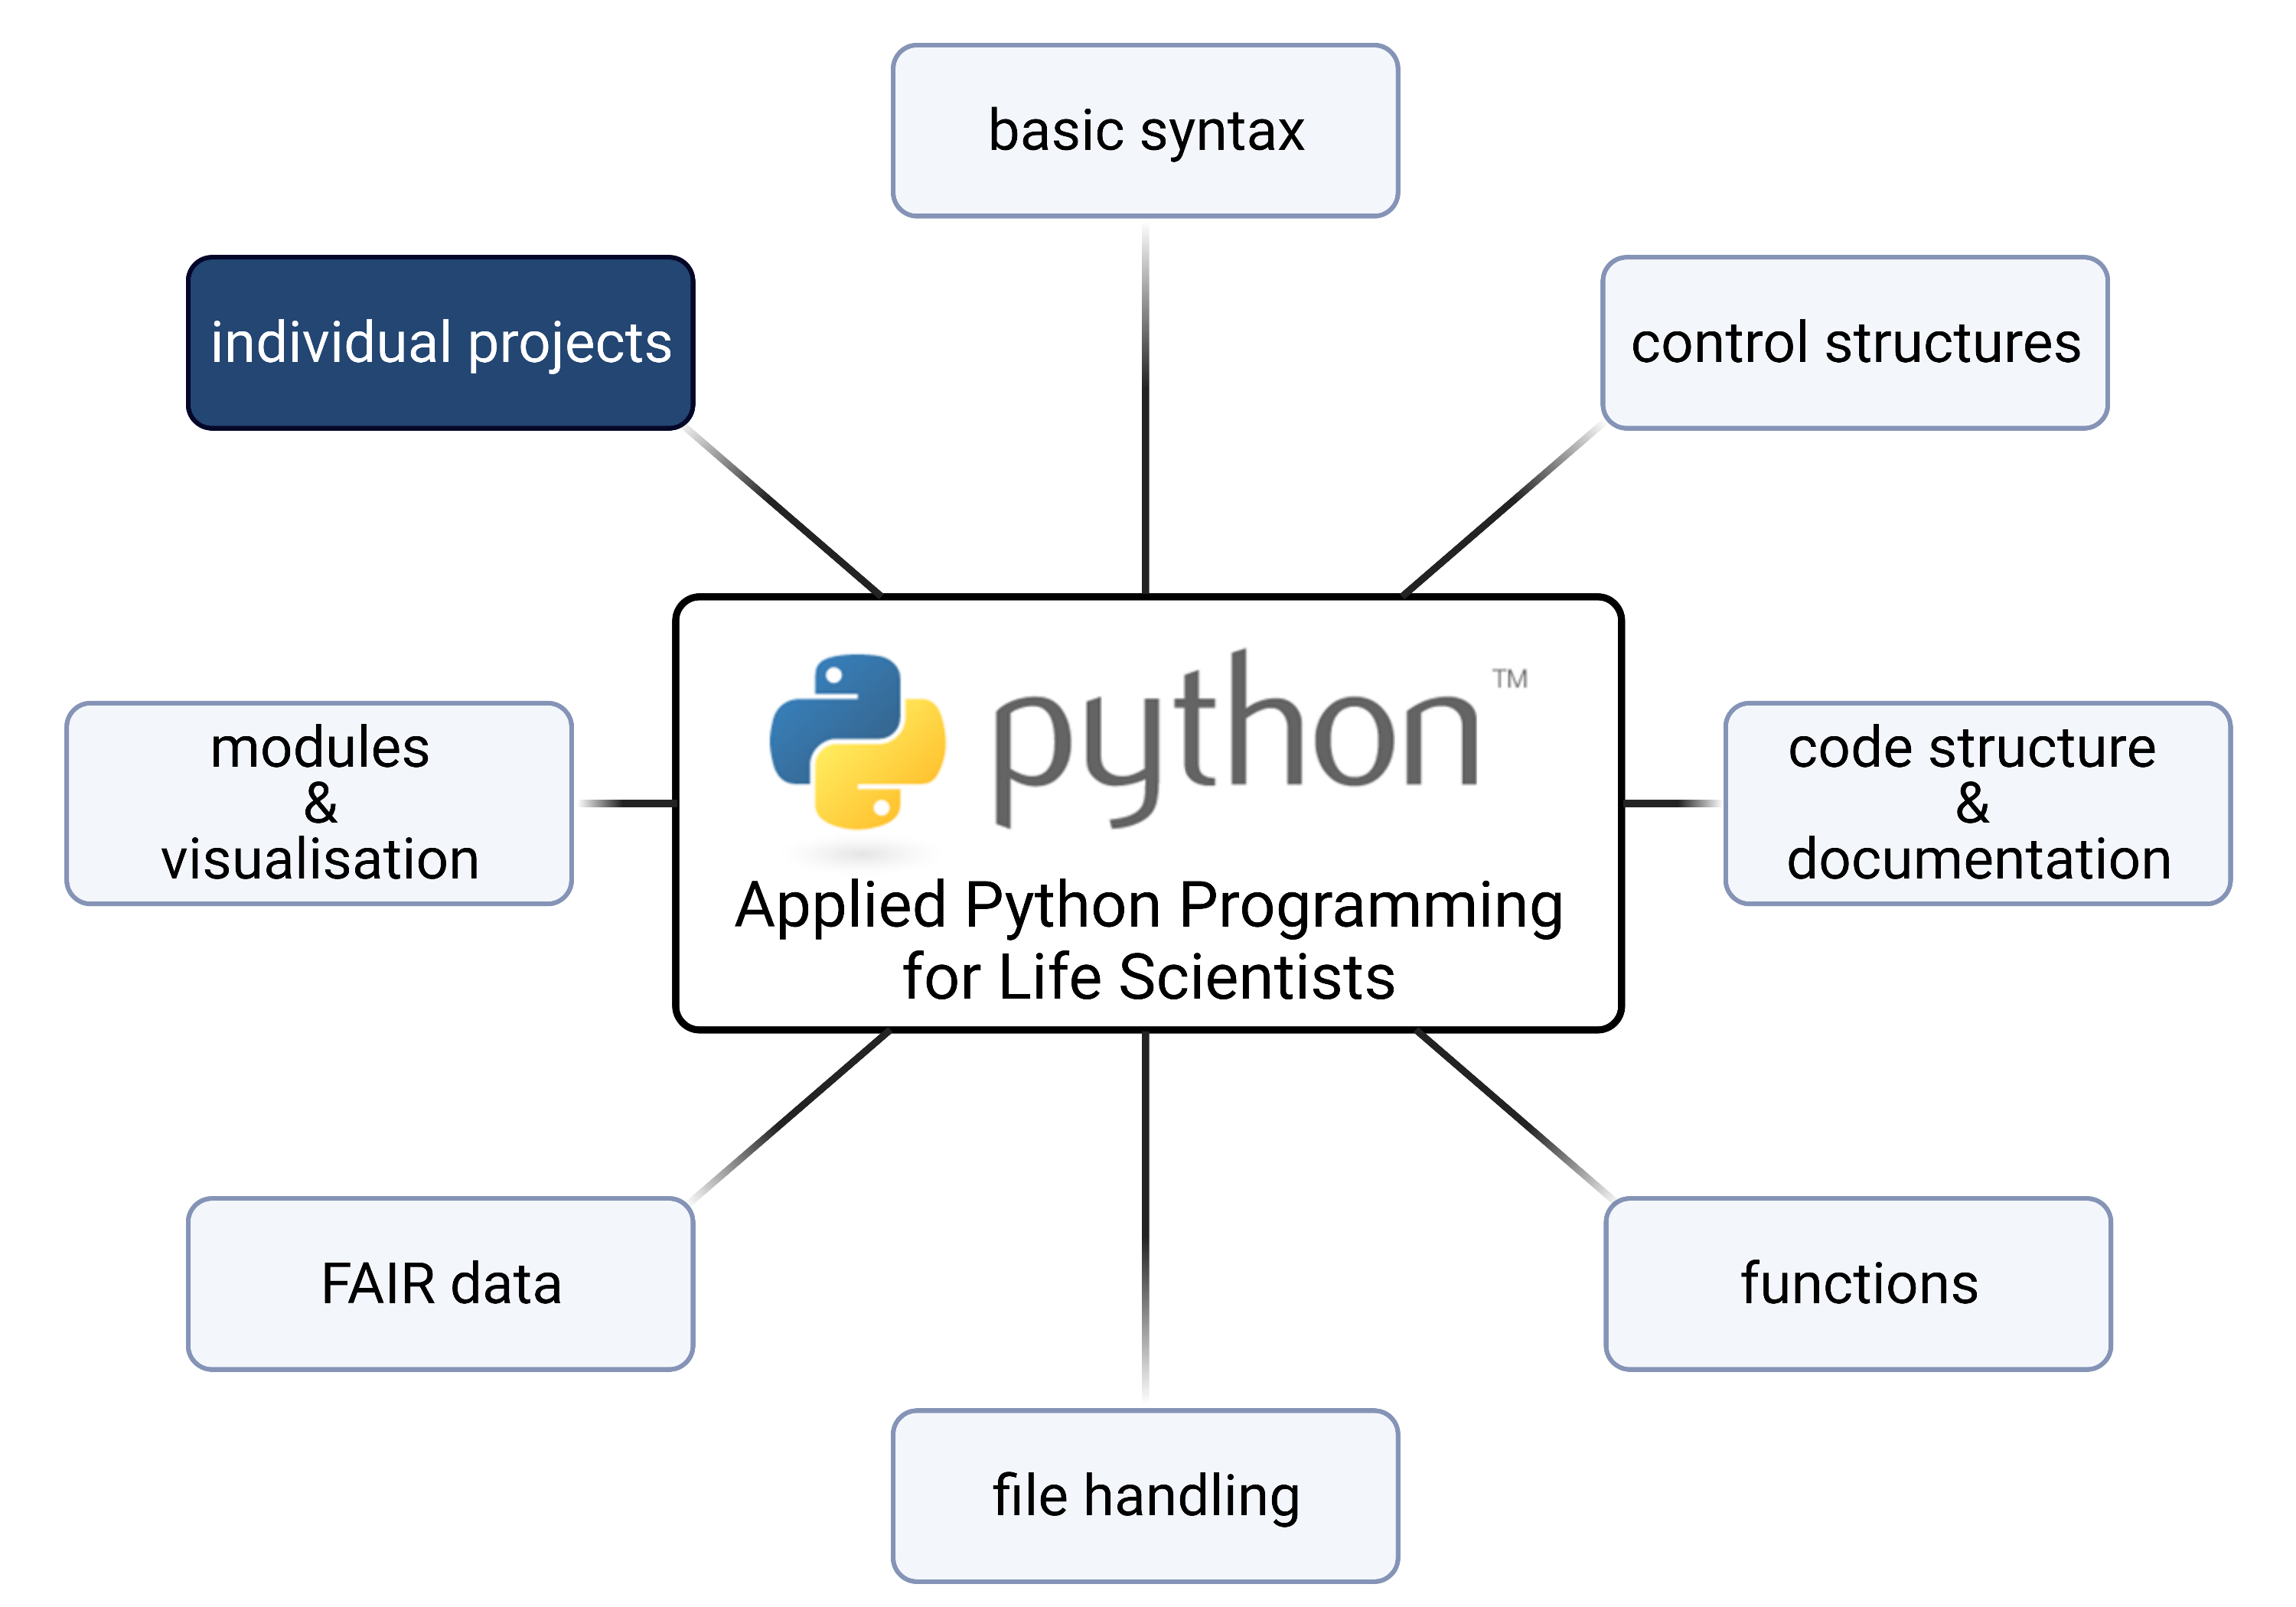 basic syntax
individual projects
control structures
python™
modules
&
visualisation
code structure
&
documentation
Applied Python Programming
for Life Scientists
FAIR data
functions
file handling